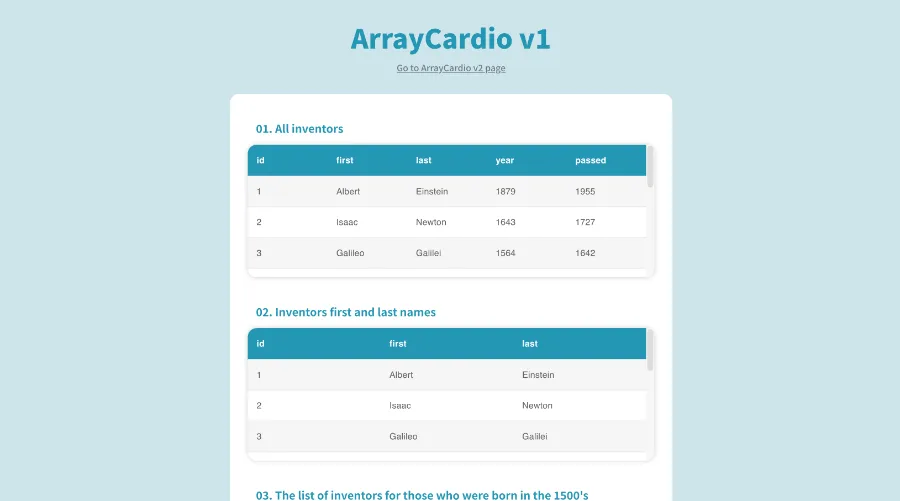 ArrayCardio v1
Go to ArrayCardio v2 page
01. All inventors
id first last year passed
1 Albert Einstein 1879 1955
2 Isaac Newton 1643 1727
3 Galileo Galilei 1564 1642
02. Inventors first and last names
id first last
1 Albert Einstein
2 Isaac Newton
3 Galileo Galilei
03. The list of inventors for those who were born in the 1500's